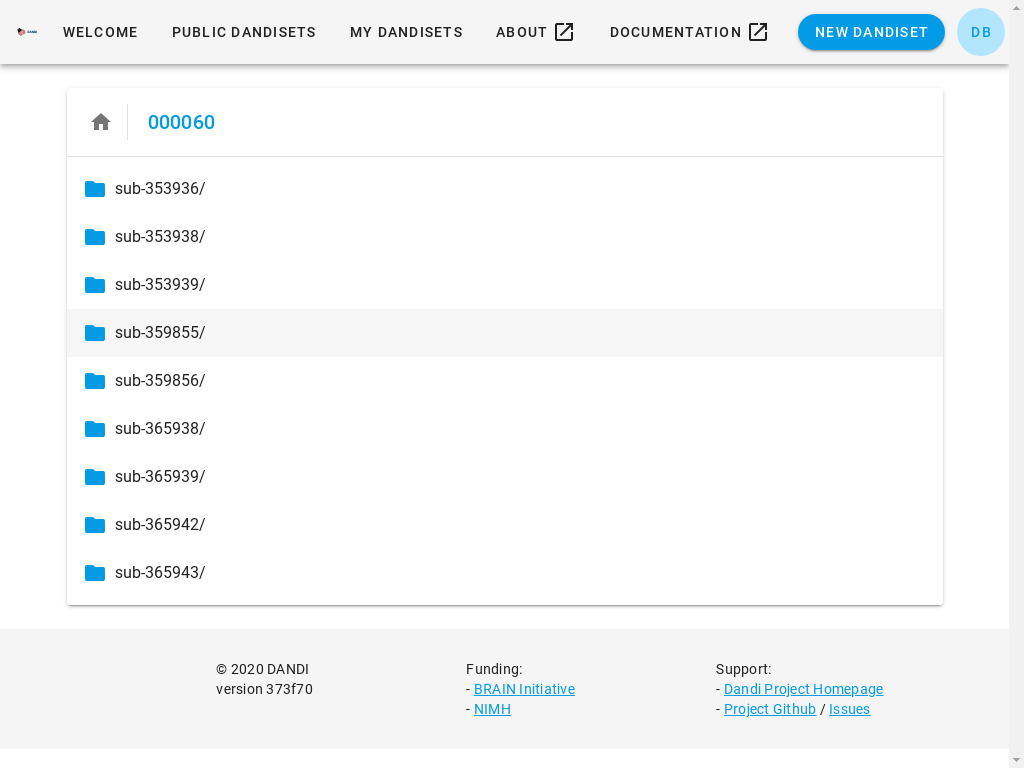 WELCOME PUBLIC DANDISETS MY DANDISETS ABOUT DOCUMENTATION NEW DANDISET DB
000060
sub-353936/
sub-353938/
sub-353939/
sub-359855/
sub-359856/
sub-365938/
sub-365939/
sub-365942/
sub-365943/
© 2020 DANDI
version 373f70
Funding:
- BRAIN Initiative
- NIMH
Support:
- Dandi Project Homepage
- Project Github / Issues